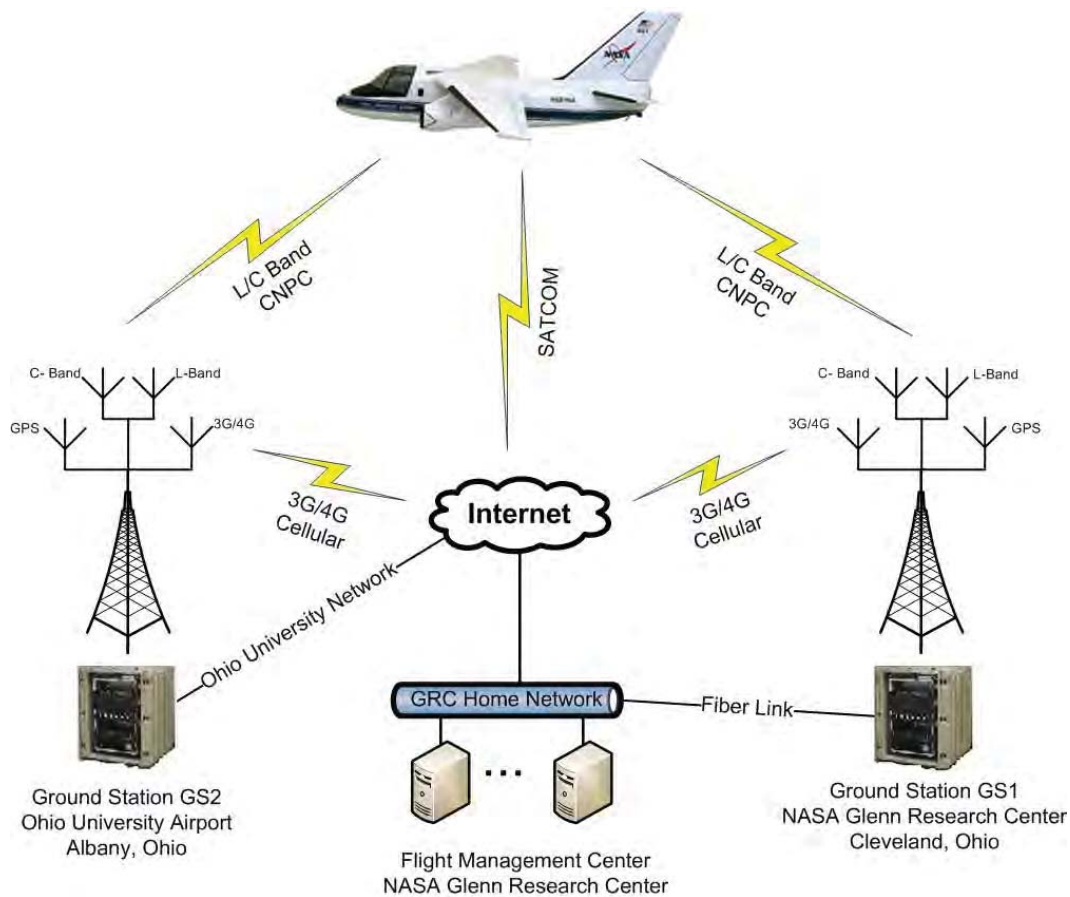 NASA
L/C Band
CNPC
SATCOM
L/C Band
CNPC
C- Band
L-Band
GPS
3G/4G
C- Band
L-Band
3G/4G
GPS
3G/4G
Cellular
Internet
3G/4G
Cellular
Ohio University Network
GRC Home Network
Fiber Link
...
Ground Station GS2
Ohio University Airport
Albany, Ohio
Flight Management Center
NASA Glenn Research Center
Ground Station GS1
NASA Glenn Research Center
Cleveland, Ohio